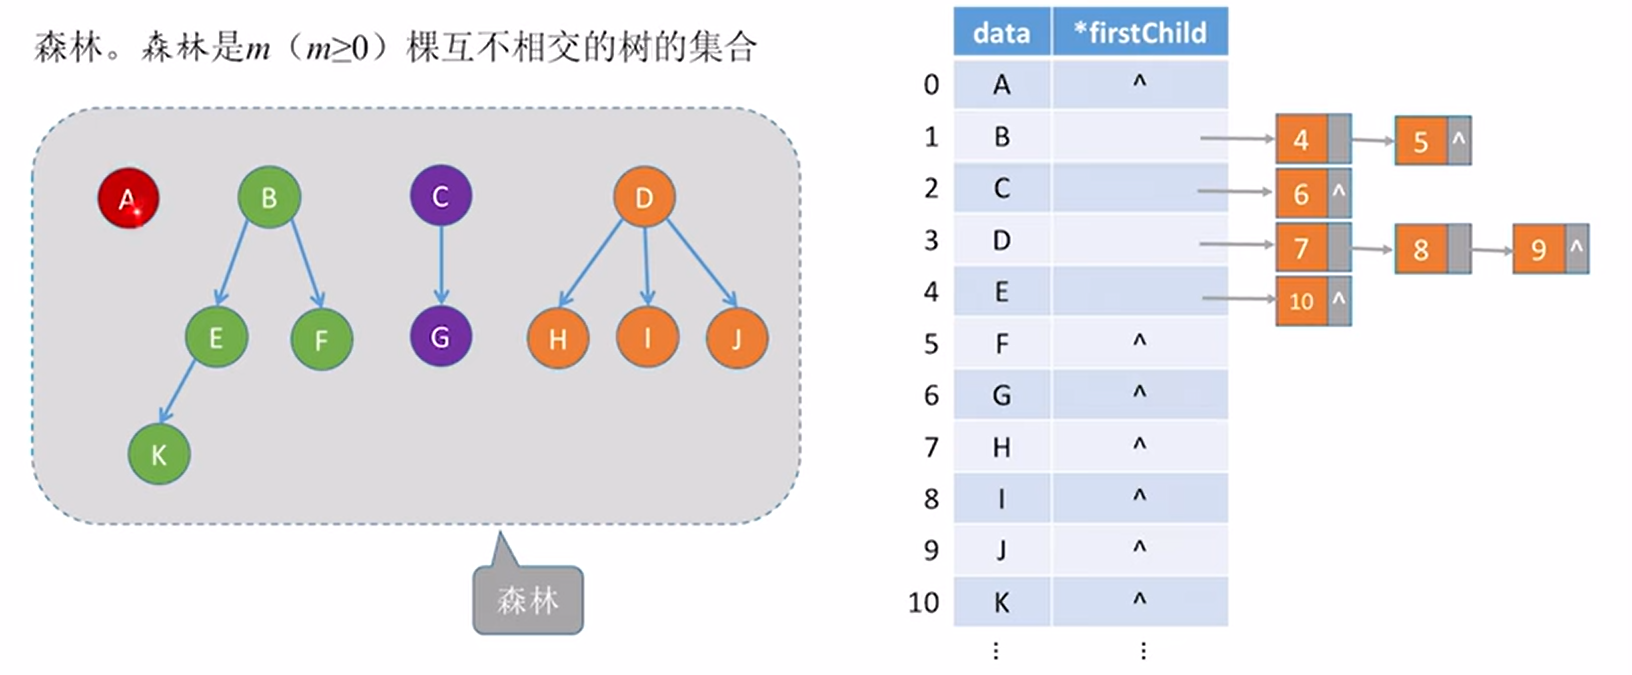 森林。森林是m（m≥0）棵互不相交的树的集合
A B C D
E F G H I J
K
森林
data *firstChild
0 A ^
1 B 4 5 ^
2 C 6 ^
3 D 7 8 9 ^
4 E 10 ^
5 F ^
6 G ^
7 H ^
8 I ^
9 J ^
10 K ^
⋮ ⋮